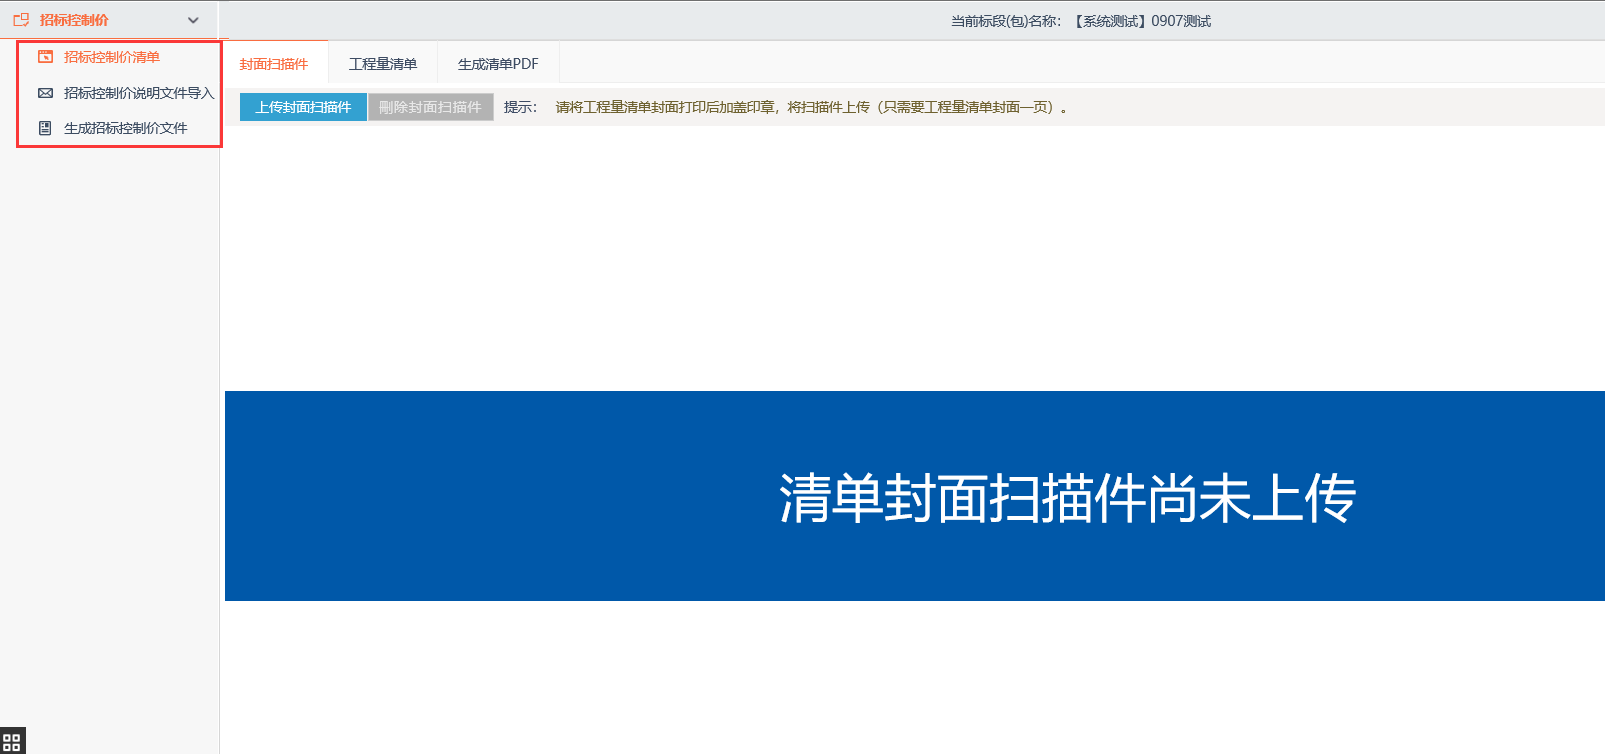 招标控制价
当前标段(包)名称：【系统测试】0907测试
招标控制价清单
招标控制价说明文件导入
生成招标控制价文件
封面扫描件 工程量清单 生成清单PDF
上传封面扫描件 刪除封面扫描件 提示： 请将工程量清单封面打印后加盖印章，将扫描件上传（只需要工程量清单封面一页）。
清单封面扫描件尚未上传